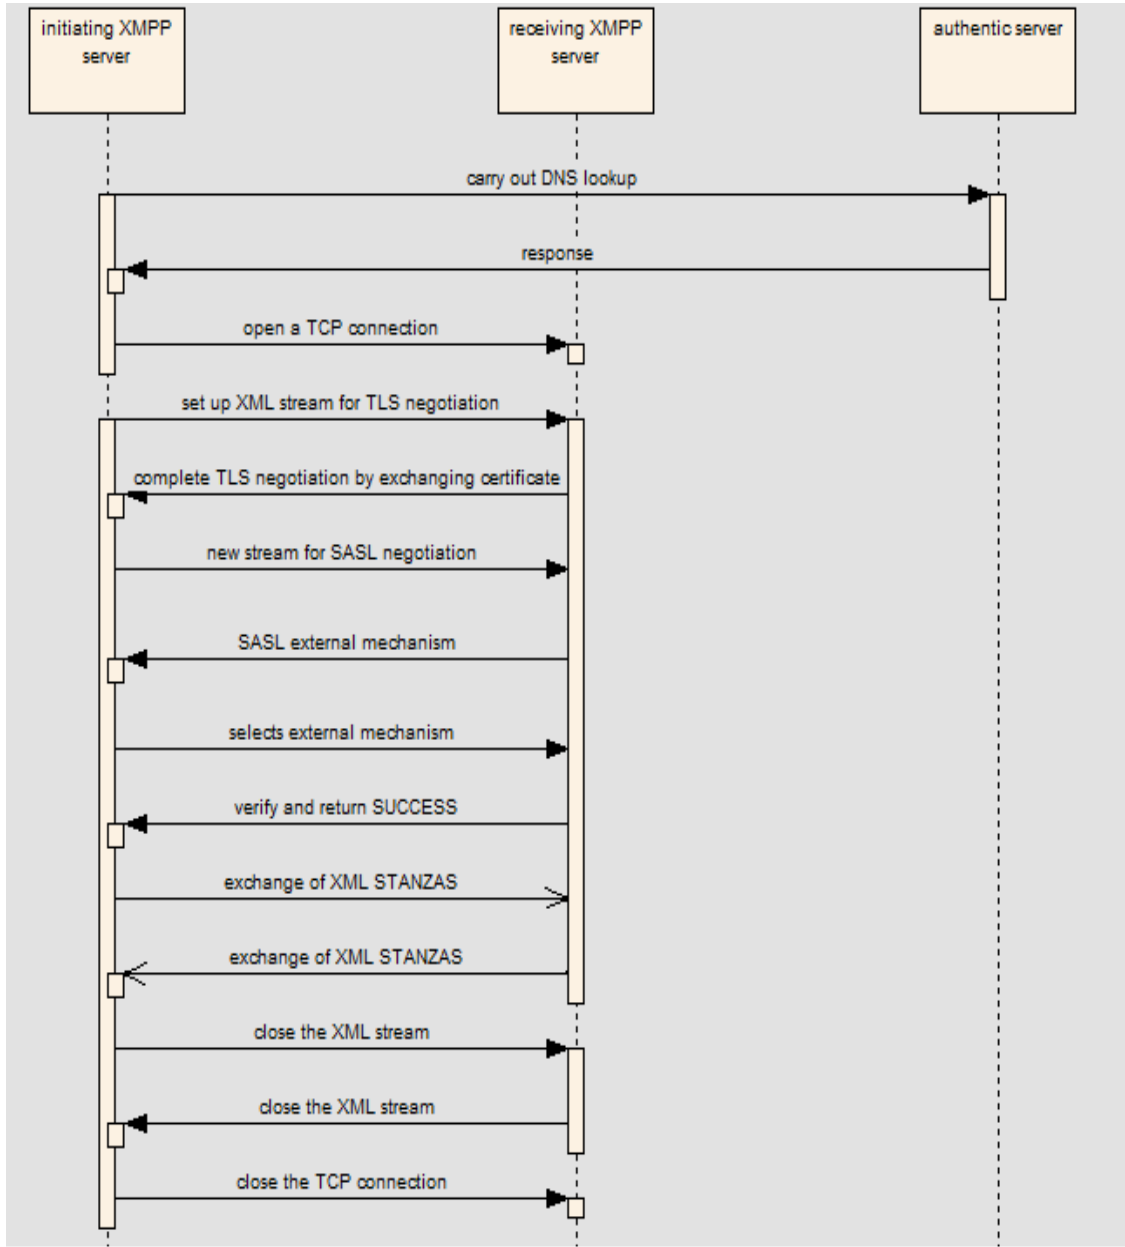 initiating XMPP
server
receiving XMPP
server
authentic server
carry out DNS lookup
response
open a TCP connection
set up XML stream for TLS negotiation
complete TLS negotiation by exchanging certificate
new stream for SASL negotiation
SASL external mechanism
selects external mechanism
verify and return SUCCESS
exchange of XML STANZAS
exchange of XML STANZAS
close the XML stream
close the XML stream
close the TCP connection